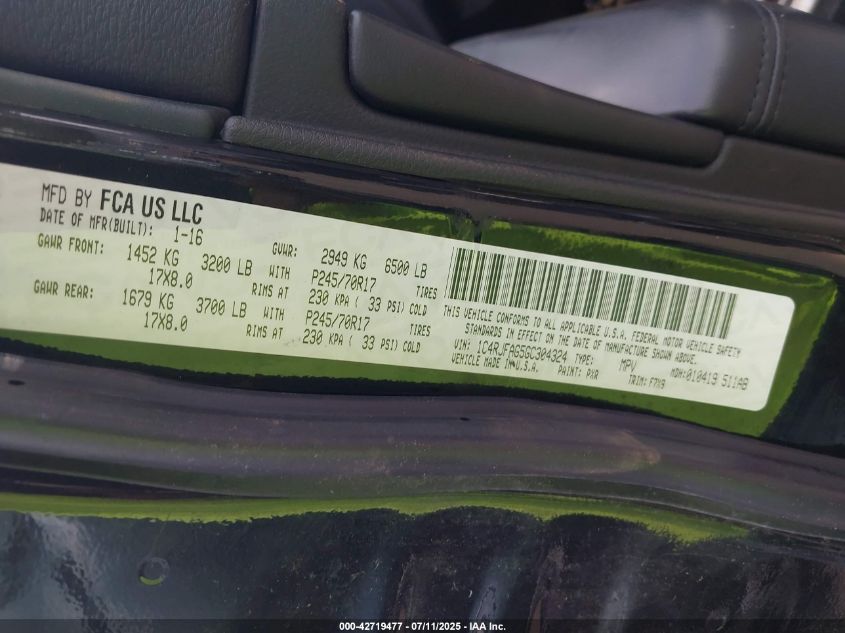 MFD BY FCA US LLC
DATE OF MFR(BUILT): 1-16
GAWR FRONT: 1452 KG 3200 LB WITH
17X8.0 RIMS AT
GAWR REAR: 1679 KG 3700 LB WITH
17X8.0 RIMS AT
GVWR: 2949 KG 6500 LB
P245/70R17 TIRES
230 KPA ( 33 PSI) COLD
P245/70R17 TIRES
230 KPA ( 33 PSI) COLD
THIS VEHICLE CONFORMS TO ALL APPLICABLE U.S.A. FEDERAL MOTOR VEHICLE SAFETY
STANDARDS IN EFFECT ON THE DATE OF MANUFACTURE SHOWN ABOVE.
VIN: 1C4RJFAG5GC304324 TYPE: MPV MDH:010419 511AB
VEHICLE MADE IN U.S.A. PAINT: PXR TRIM:
000-42719477 - 07/11/2025 - IAA Inc.